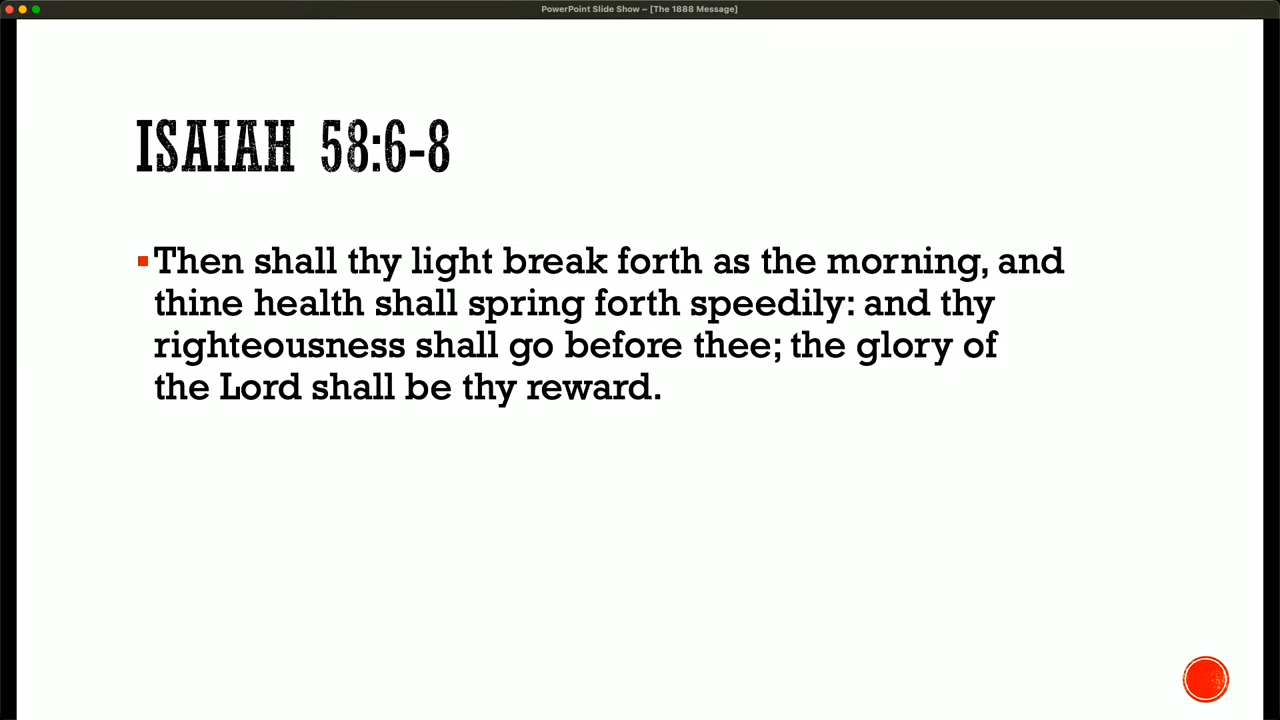 PowerPoint Slide Show – [The 1888 Message]
ISAIAH 58:6-8
Then shall thy light break forth as the morning, and
thine health shall spring forth speedily: and thy
righteousness shall go before thee; the glory of
the Lord shall be thy reward.